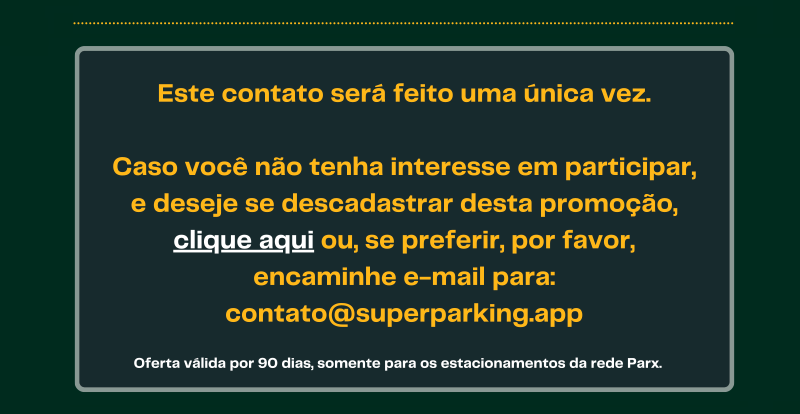 Este contato será feito uma única vez.
Caso você não tenha interesse em participar,
e deseje se descadastrar desta promoção,
clique aqui ou, se preferir, por favor,
encaminhe e-mail para:
contato@superparking.app
Oferta válida por 90 dias, somente para os estacionamentos da rede Parx.